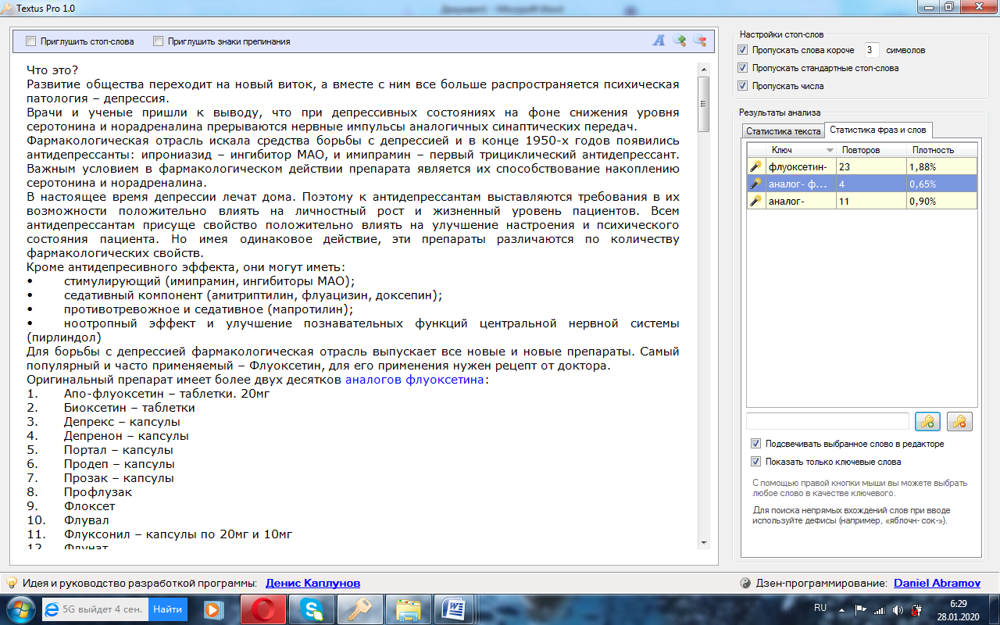 Textus Pro 1.0
Приглушить стоп-слова
Приглушить знаки препинания
A
Что это?
Развитие общества переходит на новый виток, а вместе с ним все больше распространяется психическая
патология – депрессия.
Врачи и ученые пришли к выводу, что при депрессивных состояниях на фоне снижения уровня
серотонина и норадреналина прерываются нервные импульсы аналогичных синаптических передач.
Фармакологическая отрасль искала средства борьбы с депрессией и в конце 1950-х годов появились
антидепрессанты: ипрониазид – ингибитор МАО, и имипрамин – первый трициклический антидепрессант.
Важным условием в фармакологическом действии препарата является их способствование накоплению
серотонина и норадреналина.
В настоящее время депрессии лечат дома. Поэтому к антидепрессантам выставляются требования в их
возможности положительно влиять на личностный рост и жизненный уровень пациентов. Всем
антидепрессантам присуще свойство положительно влиять на улучшение настроения и психического
состояния пациента. Но имея одинаковое действие, эти препараты различаются по количеству
фармакологических свойств.
Кроме антидепресивного эффекта, они могут иметь:
• стимулирующий (имипрамин, ингибиторы МАО);
• седативный компонент (амитриптилин, флуацизин, доксепин);
• противотревожное и седативное (мапротилин);
• ноотропный эффект и улучшение познавательных функций центральной нервной системы
(пирлиндол)
Для борьбы с депрессией фармакологическая отрасль выпускает все новые и новые препараты. Самый
популярный и часто применяемый – Флуоксетин, для его применения нужен рецепт от доктора.
Оригинальный препарат имеет более двух десятков аналогов флуоксетина:
1. Апо-флуоксетин – таблетки. 20мг
2. Биоксетин – таблетки
3. Депрекс – капсулы
4. Депренон – капсулы
5. Портал – капсулы
6. Продеп – капсулы
7. Прозак – капсулы
8. Профлузак
9. Флоксет
10. Флувал
11. Флуксонил – капсулы по 20мг и 10мг
12. Флунат
Настройки стоп-слов
Пропускать слова короче 3 символов
Пропускать стандартные стоп-слова
Пропускать числа
Результаты анализа
Статистика текста Статистика фраз и слов
Ключ Повторов Плотность
флуоксетин- 23 1,88%
аналог- ф... 4 0,65%
аналог- 11 0,90%
Подсвечивать выбранное слово в редакторе
Показать только ключевые слова
С помощью правой кнопки мыши вы можете выбрать
любое слово в качестве ключевого.
Для поиска непрямых вхождений слов при вводе
используйте дефисы (например, «яблочн- сок-»).
Идея и руководство разработкой программы: Денис Каплунов
Дзен-программирование: Daniel Abramov
5G выйдет 4 сен. Найти
RU
6:29
28.01.2020